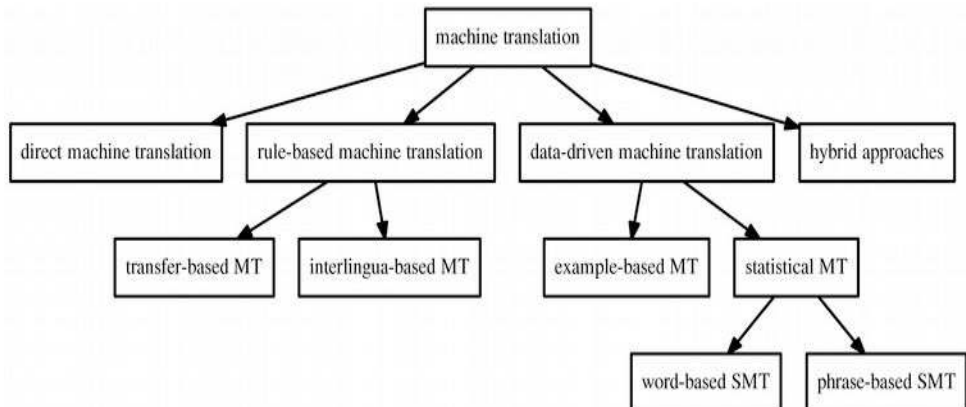 machine translation
direct machine translation
rule-based machine translation
data-driven machine translation
hybrid approaches
transfer-based MT
interlingua-based MT
example-based MT
statistical MT
word-based SMT
phrase-based SMT